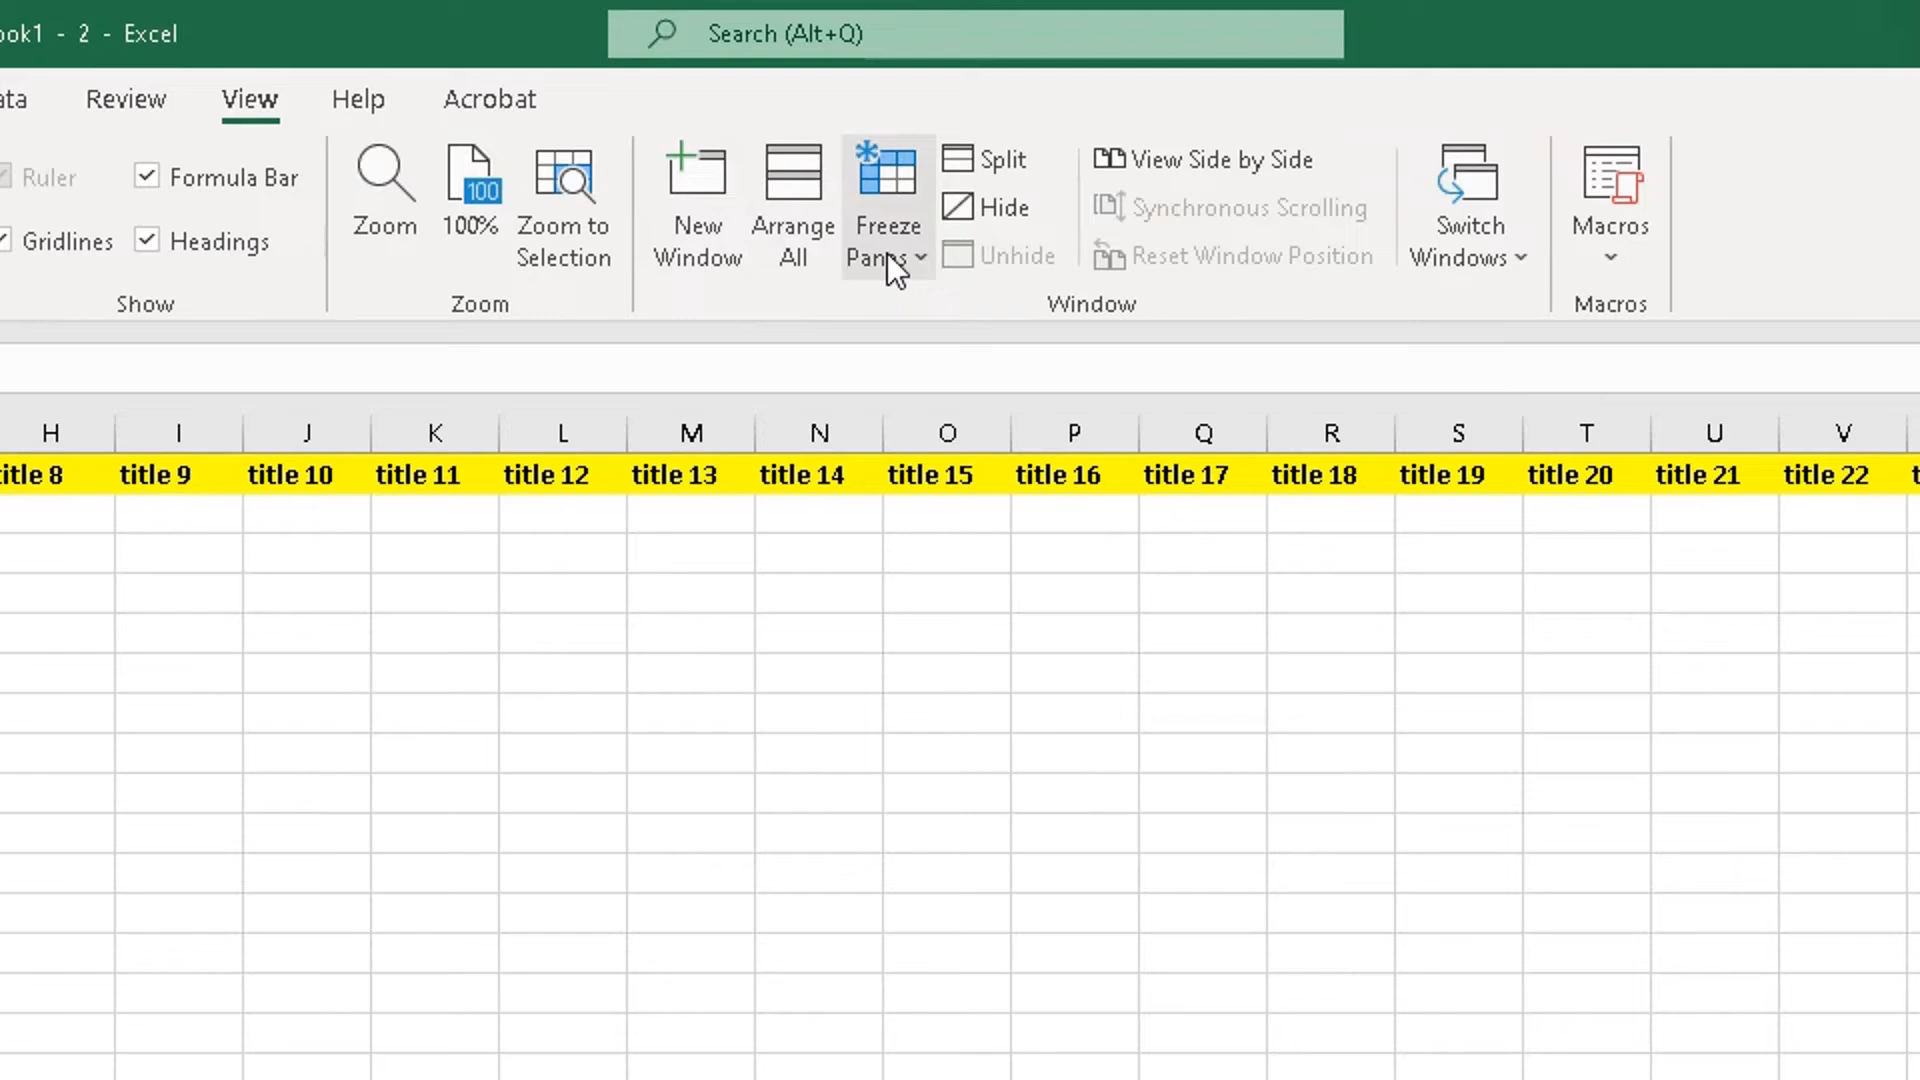 ook1 - 2 - Excel
Search (Alt+Q)
ata Review View Help Acrobat
Ruler
Formula Bar
Gridlines
Headings
Show
Zoom
100
100%
Zoom to
Selection
Zoom
New
Window
Arrange
All
Freeze
Panes
Split
Hide
Unhide
View Side by Side
Synchronous Scrolling
Reset Window Position
Window
Switch
Windows
Macros
Macros
H I J K L M N O P Q R S T U V
title 8 title 9 title 10 title 11 title 12 title 13 title 14 title 15 title 16 title 17 title 18 title 19 title 20 title 21 title 22